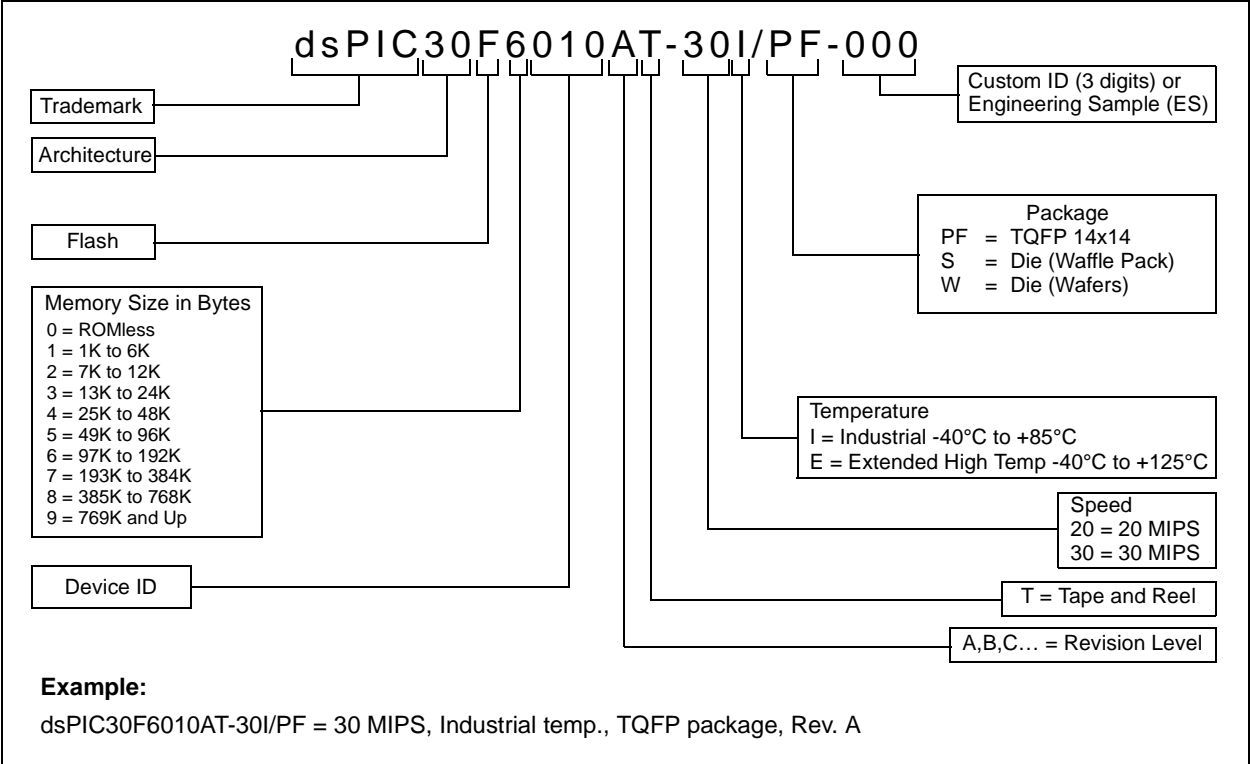 dsPIC30F6010AT-30I/PF-000
Trademark
Architecture
Flash
Memory Size in Bytes
0 = ROMless
1 = 1K to 6K
2 = 7K to 12K
3 = 13K to 24K
4 = 25K to 48K
5 = 49K to 96K
6 = 97K to 192K
7 = 193K to 384K
8 = 385K to 768K
9 = 769K and Up
Device ID
Custom ID (3 digits) or
Engineering Sample (ES)
Package
PF = TQFP 14x14
S = Die (Waffle Pack)
W = Die (Wafers)
Temperature
I = Industrial -40°C to +85°C
E = Extended High Temp -40°C to +125°C
Speed
20 = 20 MIPS
30 = 30 MIPS
T = Tape and Reel
A,B,C… = Revision Level
Example:
dsPIC30F6010AT-30I/PF = 30 MIPS, Industrial temp., TQFP package, Rev. A